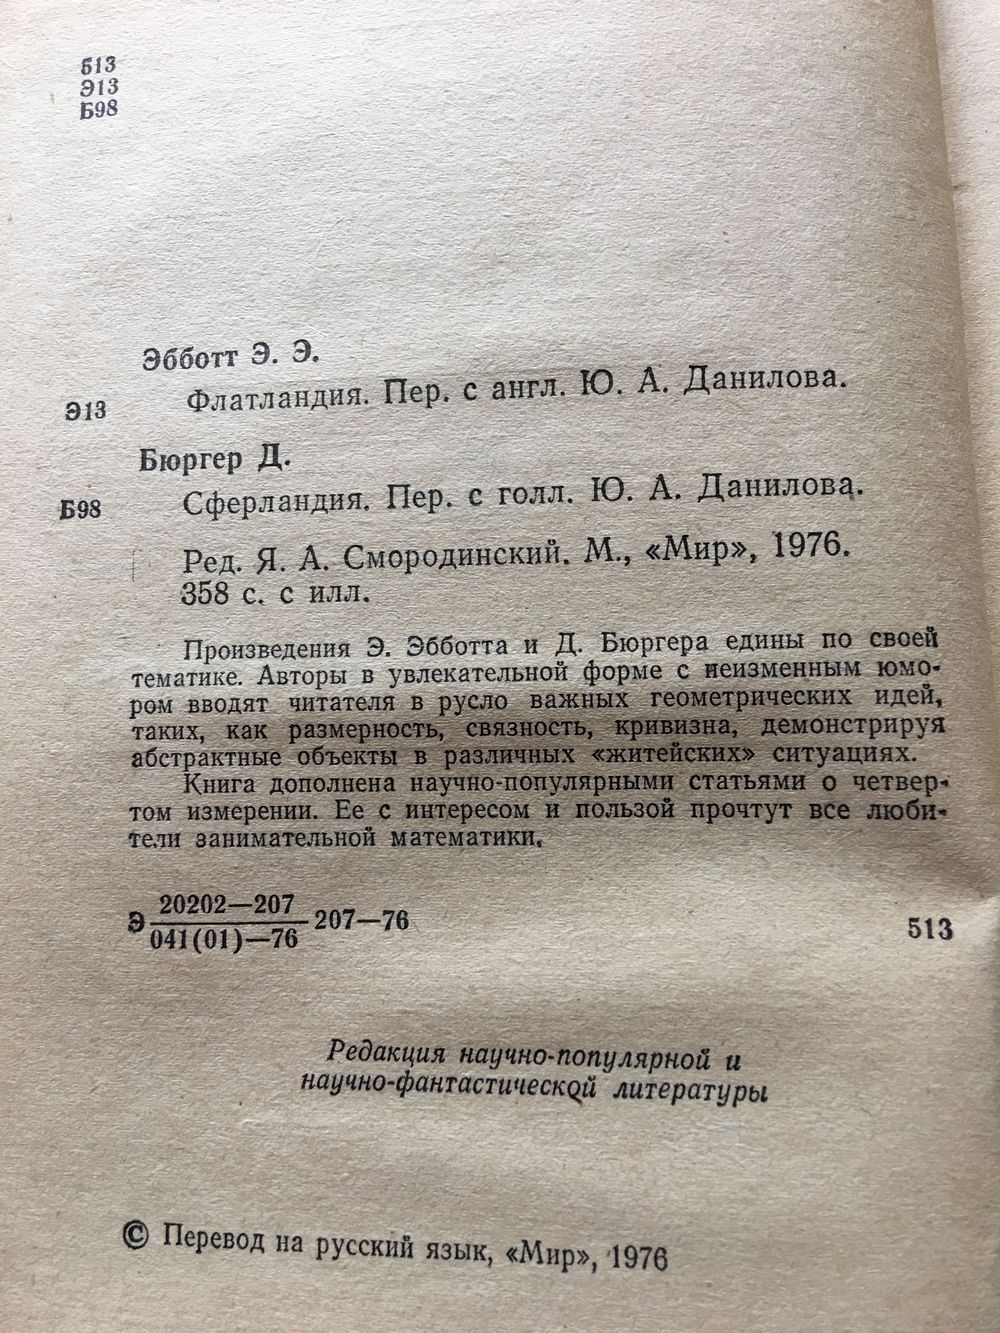 513
Э13
Б98
Эбботт Э. Э.
Э13 Флатландия. Пер. с англ. Ю. А. Данилова.
Бюргер Д.
Б98 Сферландия. Пер. с голл. Ю. А. Данилова.
Ред. Я. А. Смородинский. М., «Мир», 1976.
358 с. с илл.
Произведения Э. Эбботта и Д. Бюргера едины по своей
тематике. Авторы в увлекательной форме с неизменным юмо-
ром вводят читателя в русло важных геометрических идей,
таких, как размерность, связность, кривизна, демонстрируя
абстрактные объекты в различных «житейских» ситуациях.
Книга дополнена научно-популярными статьями о четвер-
том измерении. Ее с интересом и пользой прочтут все люби-
тели занимательной математики.
20202—207
Э 207—76 513
041(01)—76
Редакция научно-популярной и
научно-фантастической литературы
© Перевод на русский язык, «Мир», 1976